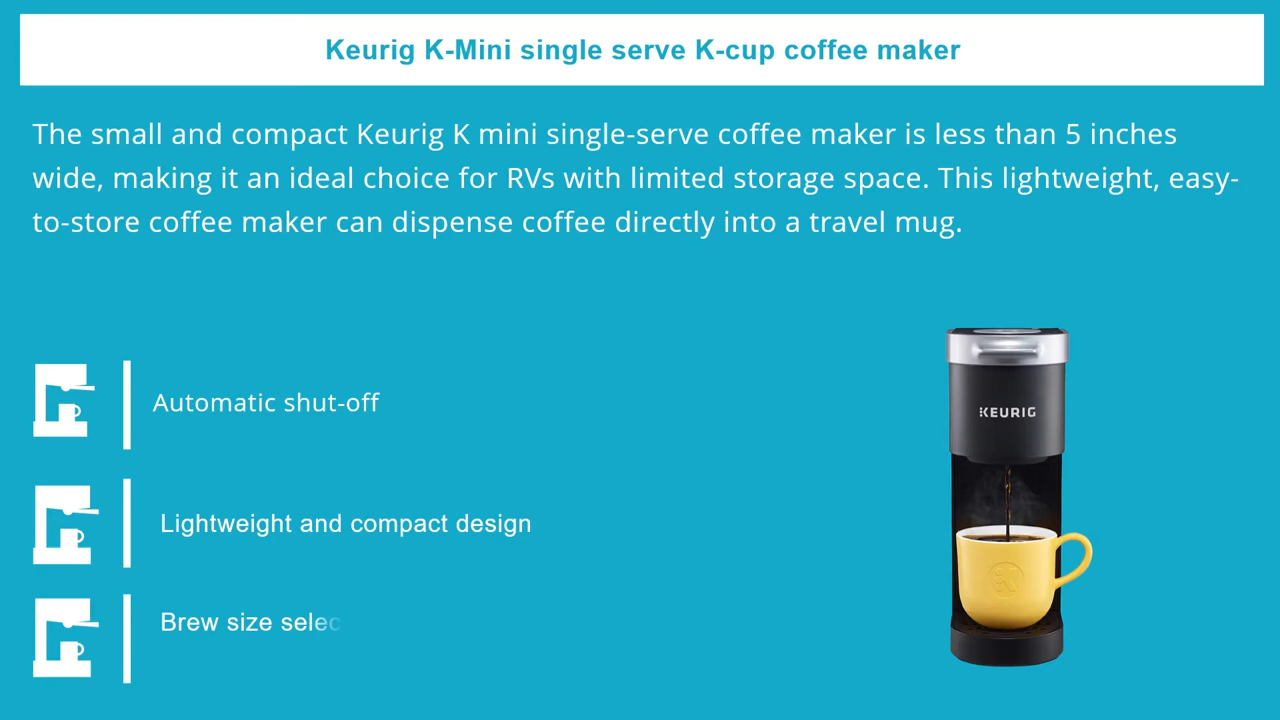 Keurig K-Mini single serve K-cup coffee maker
The small and compact Keurig K mini single-serve coffee maker is less than 5 inches
wide, making it an ideal choice for RVs with limited storage space. This lightweight, easy-
to-store coffee maker can dispense coffee directly into a travel mug.
KEURIG
Automatic shut-off
Lightweight and compact design
Brew size selec